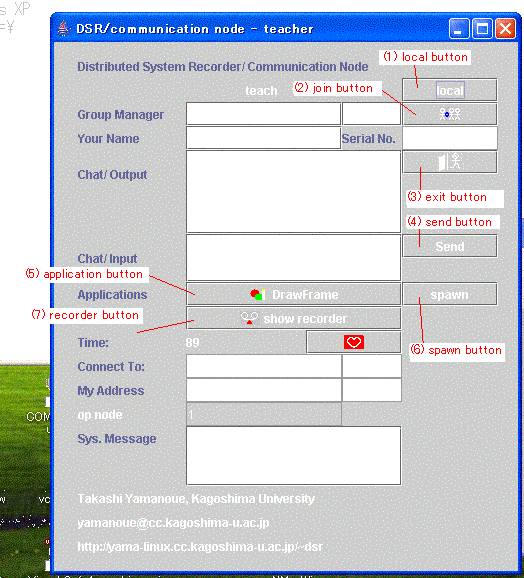 s XP
DSR/communication node - teacher
Distributed System Recorder/ Communication Node
(1) local button
teach
(2) join button
local
Group Manager
Your Name
Serial No.
Chat/ Output
(3) exit button
(4) send button
Send
Chat/ Input
(5) application button
Applications
DrawFrame
spawn
(7) recorder button
show recorder
Time:
89
(6) spawn button
Connect To:
My Address
op node
1
Sys. Message
COM
Takashi Yamanoue, Kagoshima University
yamanoue@cc.kagoshima-u.ac.jp
http://yama-linux.cc.kagoshima-u.ac.jp/~dsr